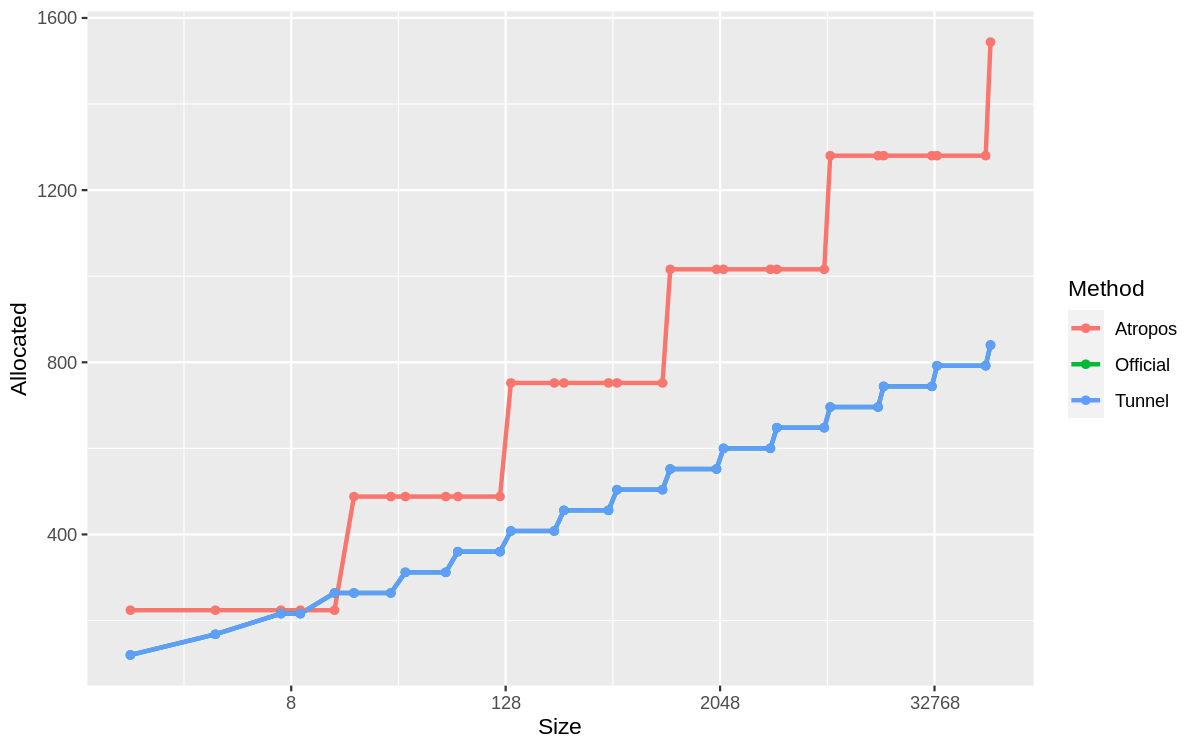 1600
1200
800
400
Allocated
8
128
2048
32768
Size
Method
Atropos
Official
Tunnel